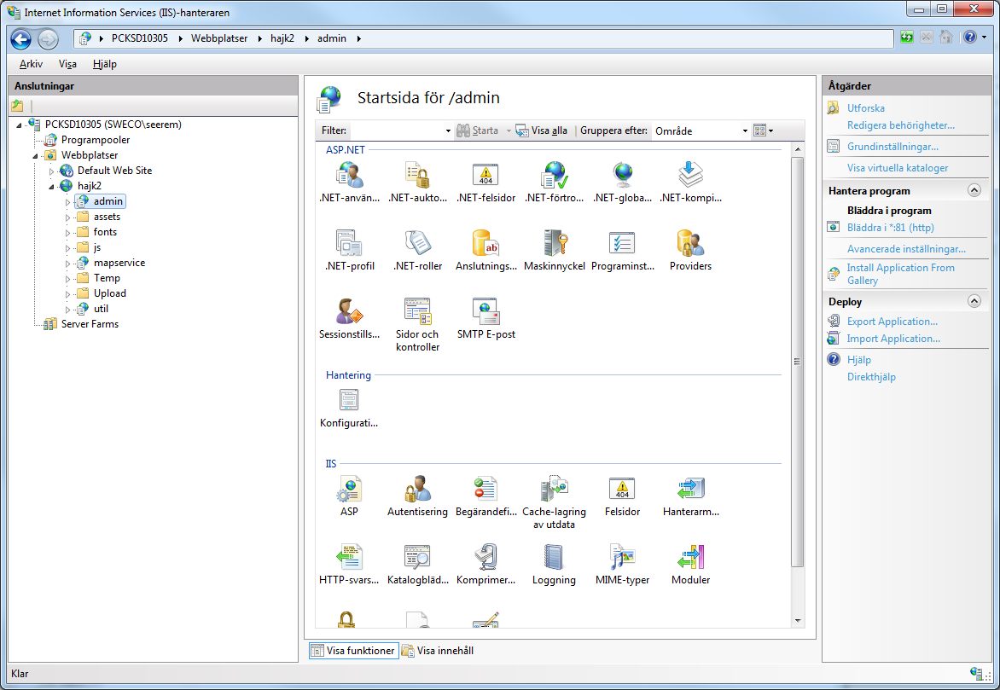 Internet Information Services (IIS)-hanteraren
PCKSD10305 Webbplatser hajk2 admin
Arkiv Visa Hjälp
Anslutningar
PCKSD10305 (SWECO\seerem)
Programpooler
Webbplatser
Default Web Site
hajk2
admin
assets
fonts
js
mapservice
Temp
Upload
util
Server Farms
Startsida för /admin
Filter: Starta Visa alla Gruppera efter: Område
ASP.NET
.NET-använ... .NET-aukto... .NET-felsidor .NET-förtro... .NET-globa... .NET-kompi...
404
.NET-profil .NET-roller Anslutnings... Maskinnyckel Programinst... Providers
ab
Sessionstills... Sidor och kontroller SMTP E-post
Hantering
Konfigurati...
IIS
ASP Autentisering Begärandefi... Cache-lagring av utdata Felsidor Hanterarm...
404
HTTP-svars... Katalogbläd... Komprimer... Loggning MIME-typer Moduler
Visa funktioner Visa innehåll
Åtgärder
Utforska
Redigera behörigheter...
Grundinställningar...
Visa virtuella kataloger
Hantera program
Bläddra i program
Bläddra i *:81 (http)
Avancerade inställningar...
Install Application From
Gallery
Deploy
Export Application...
Import Application...
Hjälp
Direkthjälp
Klar